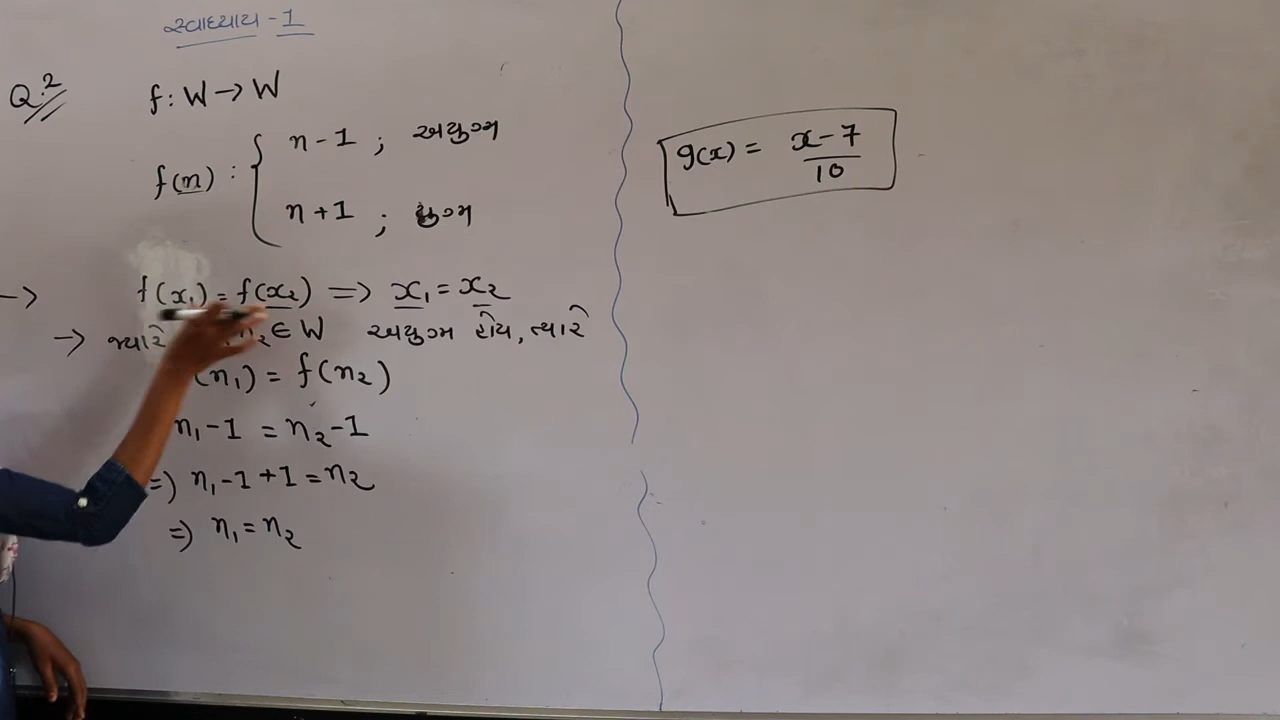 સ્વાધ્યાય - 1
Q.2
f : W → W
f(n) : { n - 1 ; અયુગ્મ
n + 1 ; યુગ્મ
→ f(x₁) = f(x₂) ⇒ x₁ = x₂
→ જ્યારે n₂ ∈ W અયુગ્મ હોય, ત્યારે
(n₁) = f(n₂)
n₁ - 1 = n₂ - 1
⇒ n₁ - 1 + 1 = n₂
⇒ n₁ = n₂
g(x) = x - 7 / 10